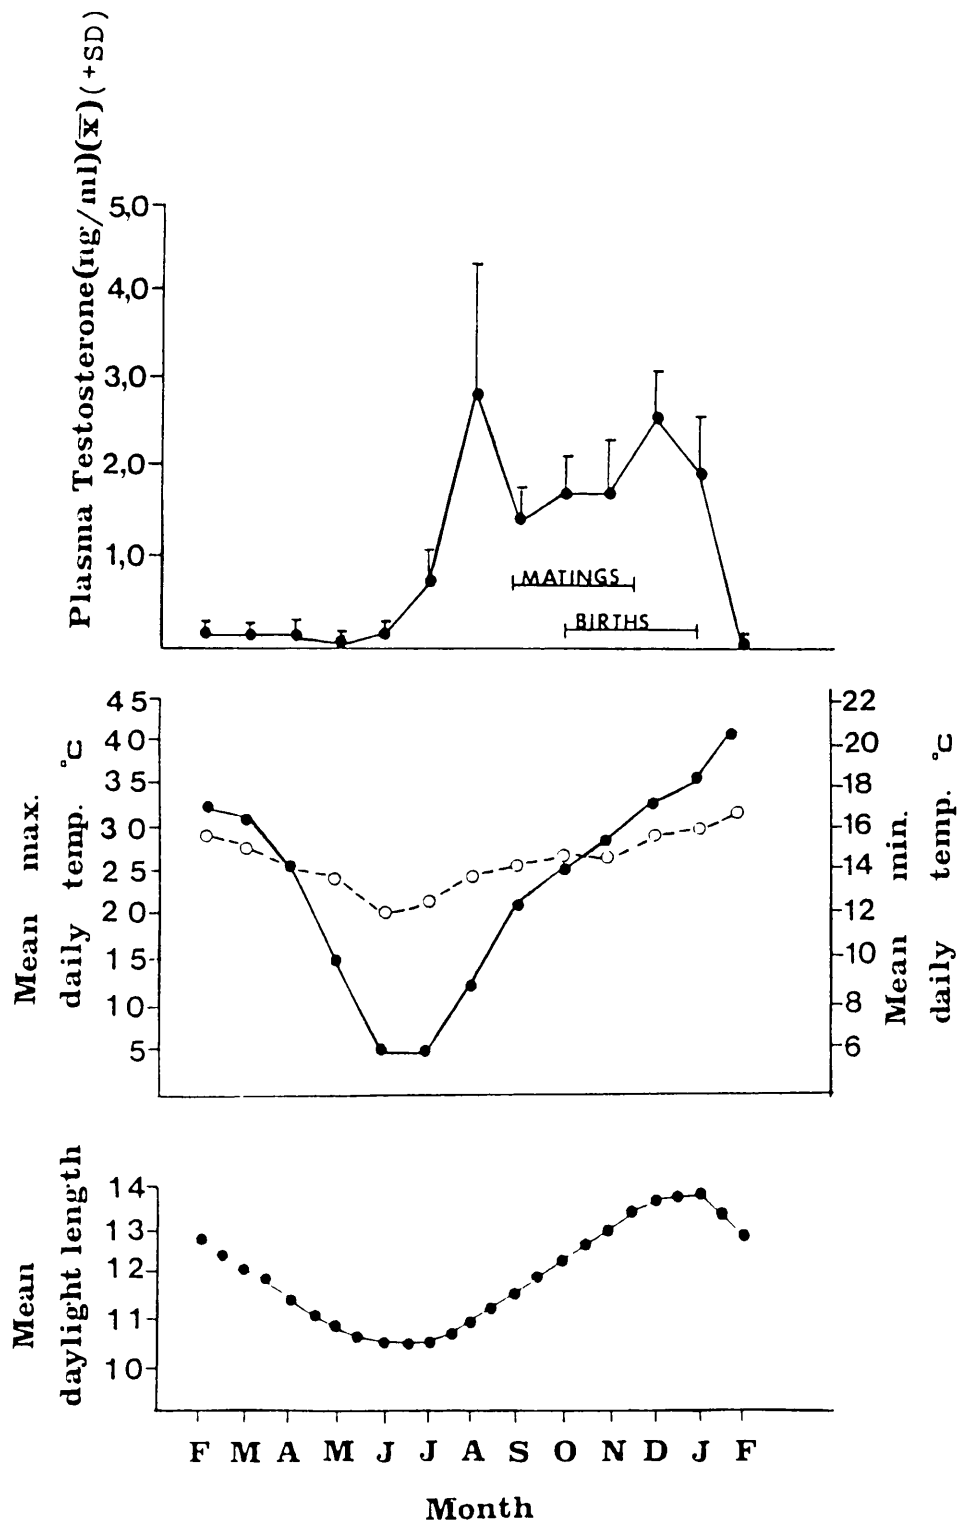 Plasma Testosterone(ng/ml)(x̅)(+SD)
5,0
4,0
3,0
2,0
1,0
MATINGS
BIRTHS
Mean max.
daily temp. °C
45
40
35
30
25
20
15
10
5
22
20
18
16
14
12
10
8
6
Mean min.
daily temp. °C
Mean
daylight length
14
13
12
11
10
F M A M J J A S O N D J F
Month